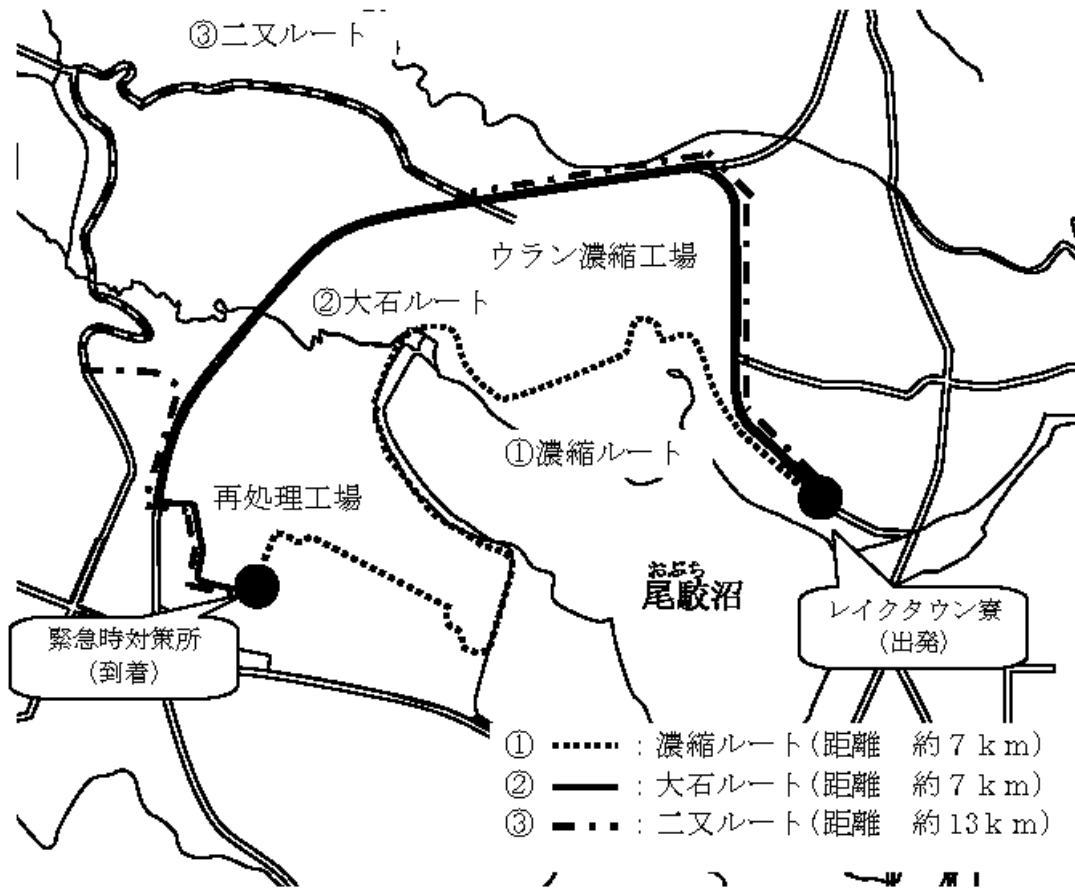 ③二又ルート
ウラン濃縮工場
②大石ルート
①濃縮ルート
再処理工場
おぶち
尾駮沼
レイクタウン寮
(出発)
緊急時対策所
(到着)
① : 濃縮ルート(距離 約7km)
② : 大石ルート(距離 約7km)
③ : 二又ルート(距離 約13km)